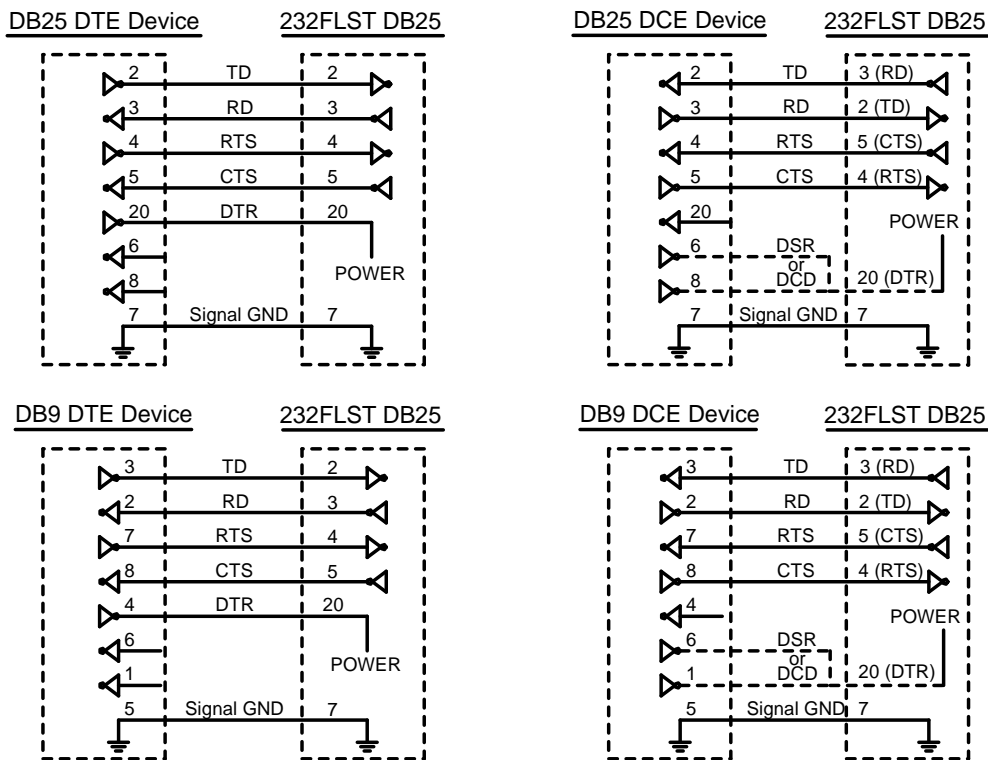 DB25 DTE Device 232FLST DB25
2 TD 2
3 RD 3
4 RTS 4
5 CTS 5
20 DTR 20
6
POWER
8
7 Signal GND 7
DB25 DCE Device 232FLST DB25
2 TD 3 (RD)
3 RD 2 (TD)
4 RTS 5 (CTS)
5 CTS 4 (RTS)
20 POWER
6 DSR
or
8 DCD 20 (DTR)
7 Signal GND 7
DB9 DTE Device 232FLST DB25
3 TD 2
2 RD 3
7 RTS 4
8 CTS 5
4 DTR 20
6
POWER
1
5 Signal GND 7
DB9 DCE Device 232FLST DB25
3 TD 3 (RD)
2 RD 2 (TD)
7 RTS 5 (CTS)
8 CTS 4 (RTS)
4 POWER
6 DSR
or
1 DCD 20 (DTR)
5 Signal GND 7